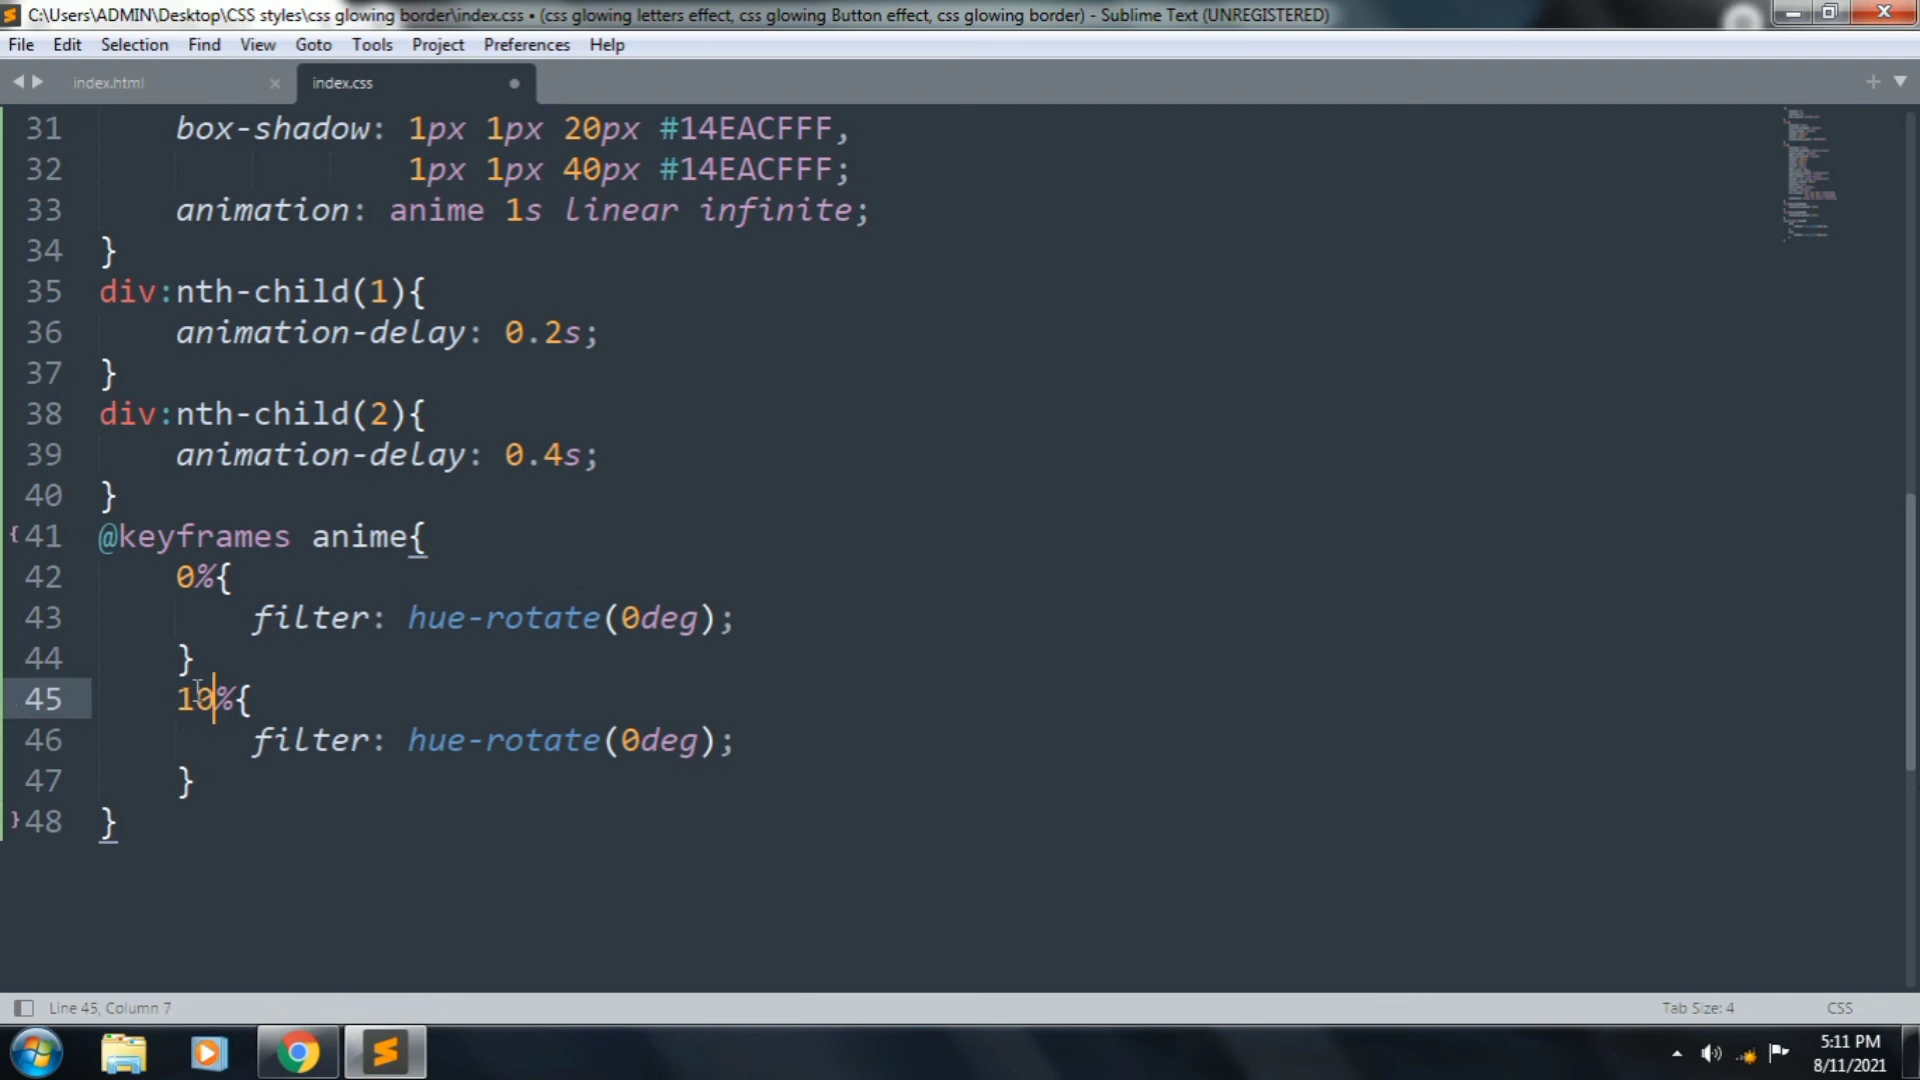 C:\Users\ADMIN\Desktop\CSS styles\css glowing border\index.css • (css glowing letters effect, css glowing Button effect, css glowing border) - Sublime Text (UNREGISTERED)
File Edit Selection Find View Goto Tools Project Preferences Help
index.html index.css
31 box-shadow: 1px 1px 20px #14EACFFF,
32 1px 1px 40px #14EACFFF;
33 animation: anime 1s linear infinite;
34 }
35 div:nth-child(1){
36 animation-delay: 0.2s;
37 }
38 div:nth-child(2){
39 animation-delay: 0.4s;
40 }
41 @keyframes anime{
42 0%{
43 filter: hue-rotate(0deg);
44 }
45 10%{
46 filter: hue-rotate(0deg);
47 }
48 }
Line 45, Column 7 Tab Size: 4 CSS
5:11 PM
8/11/2021